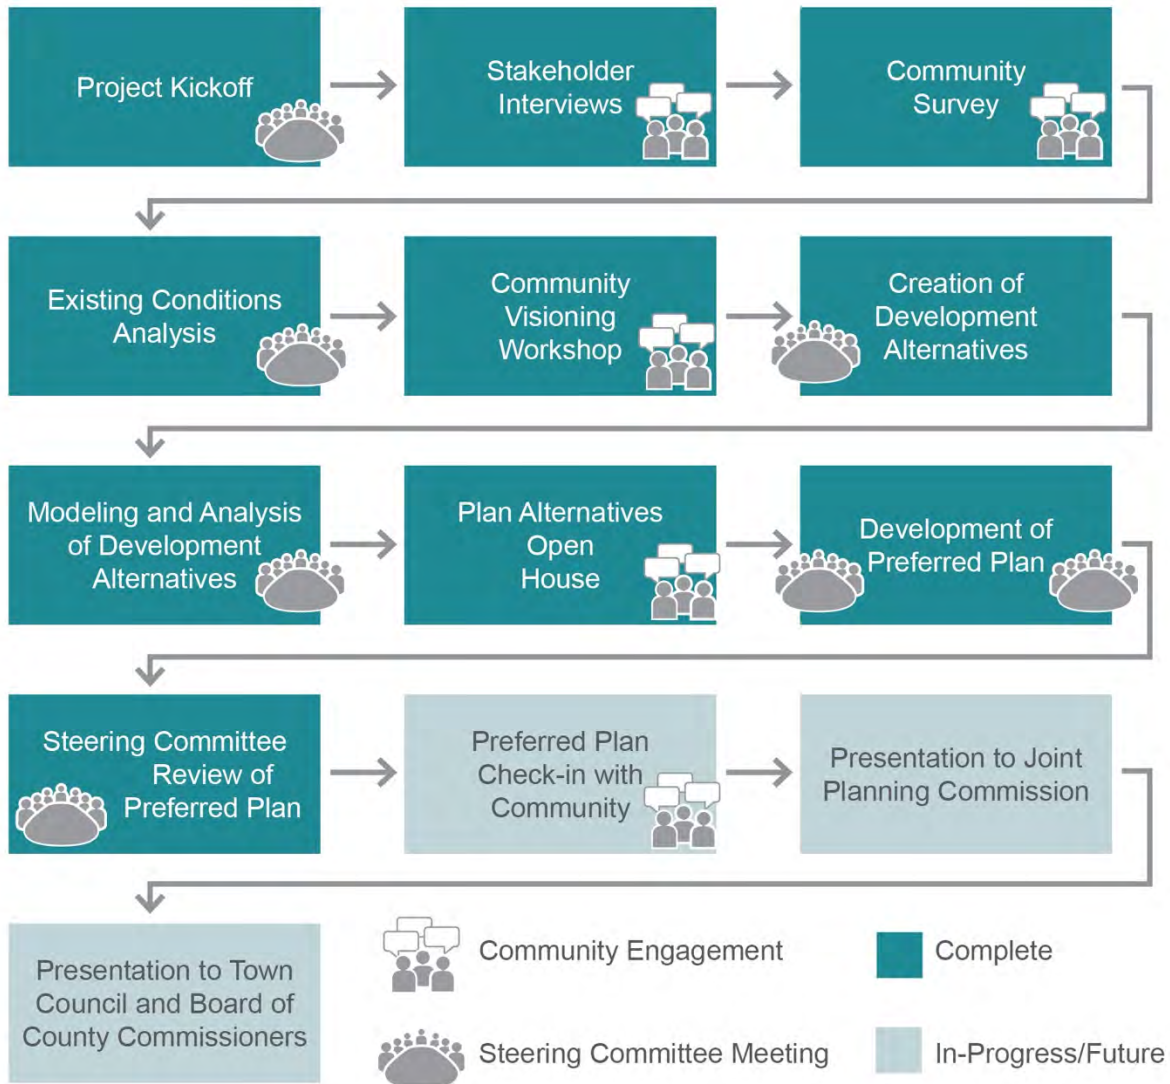 Project Kickoff
Stakeholder
Interviews
Community
Survey
Existing Conditions
Analysis
Community
Visioning
Workshop
Creation of
Development
Alternatives
Modeling and Analysis
of Development
Alternatives
Plan Alternatives
Open
House
Development of
Preferred Plan
Steering Committee
Review of
Preferred Plan
Preferred Plan
Check-in with
Community
Presentation to Joint
Planning Commission
Presentation to Town
Council and Board of
County Commissioners
Community Engagement
Complete
Steering Committee Meeting
In-Progress/Future